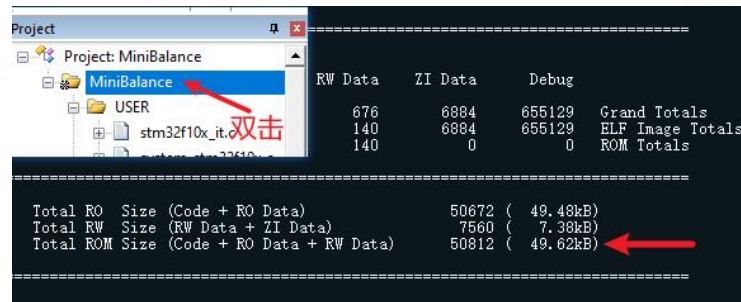 Project
Project: MiniBalance
MiniBalance
USER
stm32f10x_it.c
双击
RW Data ZI Data Debug
676 6884 655129 Grand Totals
140 6884 655129 ELF Image Totals
140 0 0 ROM Totals
Total RO Size (Code + RO Data) 50672 ( 49.48kB)
Total RW Size (RW Data + ZI Data) 7560 ( 7.38kB)
Total ROM Size (Code + RO Data + RW Data) 50812 ( 49.62kB)